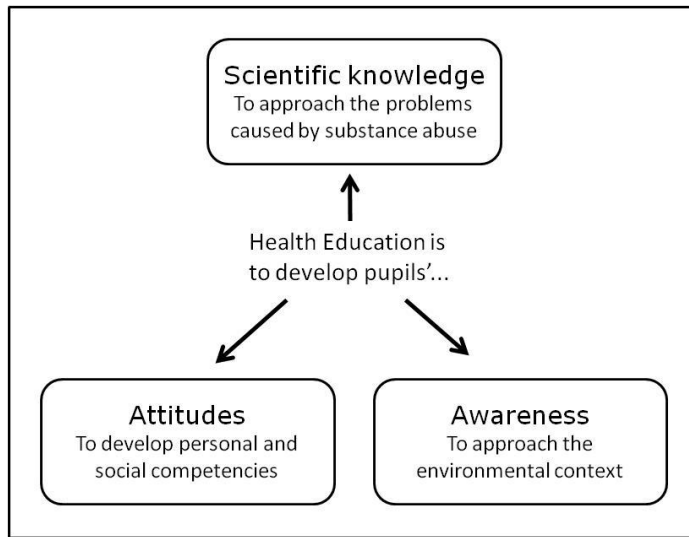 Scientific knowledge
To approach the problems
caused by substance abuse
Health Education is
to develop pupils’...
Attitudes
To develop personal and
social competencies
Awareness
To approach the
environmental context